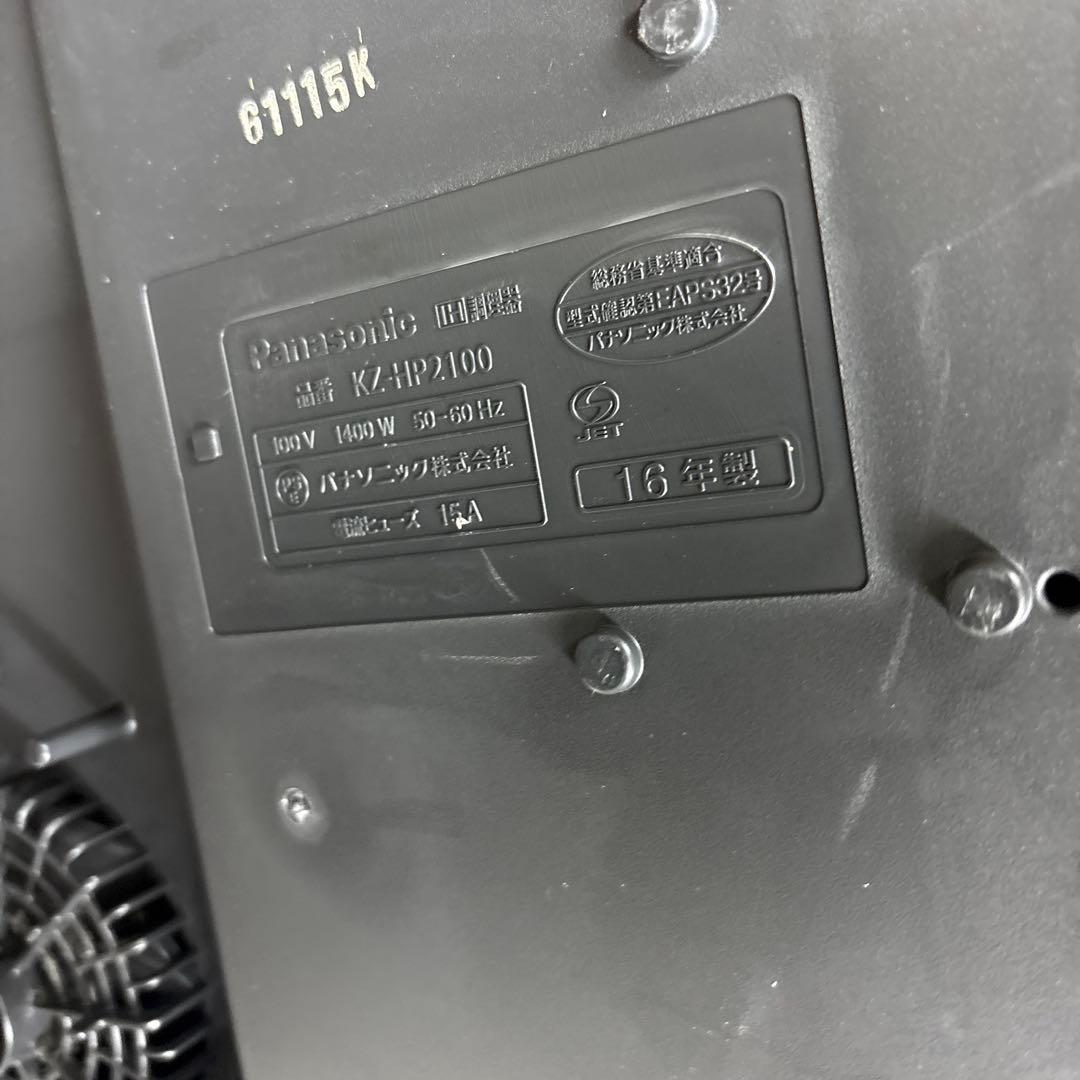 61115K
Panasonic IH調理器
品番 KZ-HP2100
100V 1400W 50-60Hz
PSE パナソニック株式会社
電流ヒューズ 15A
総務省基準適合
型式確認第EAPS32号
パナソニック株式会社
JET
16年製